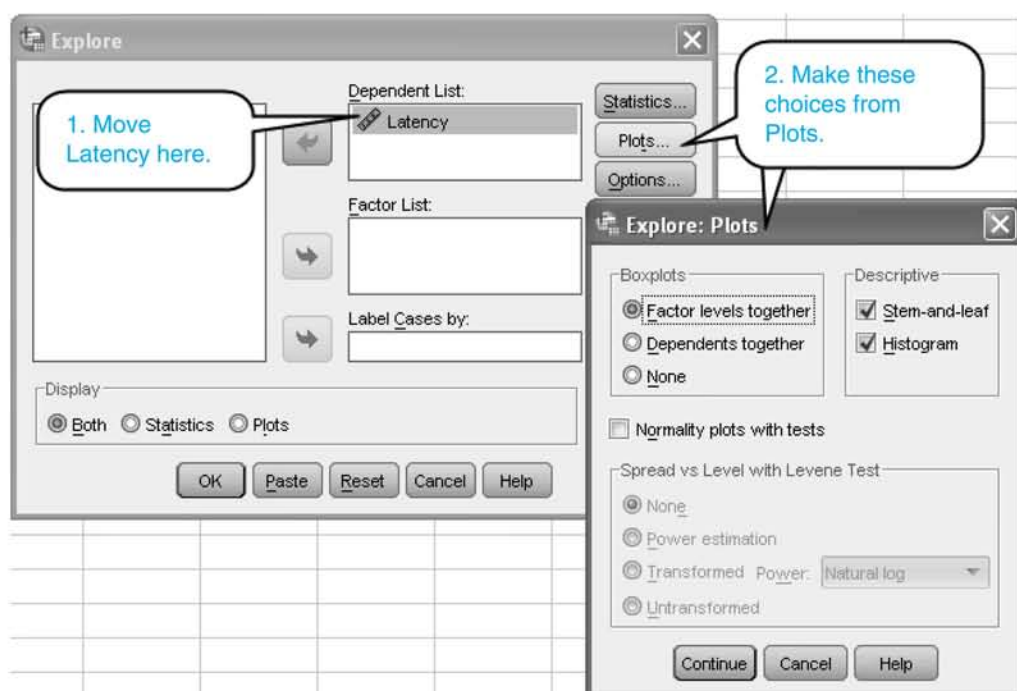 Explore
1. Move
Latency here.
Dependent List:
Latency
Factor List:
Label Cases by:
Statistics...
Plots...
Options...
2. Make these
choices from
Plots.
Display
Both Statistics Plots
OK Paste Reset Cancel Help
Explore: Plots
Boxplots
Factor levels together
Dependents together
None
Descriptive
Stem-and-leaf
Histogram
Normality plots with tests
Spread vs Level with Levene Test
None
Power estimation
Transformed Power: Natural log
Untransformed
Continue Cancel Help